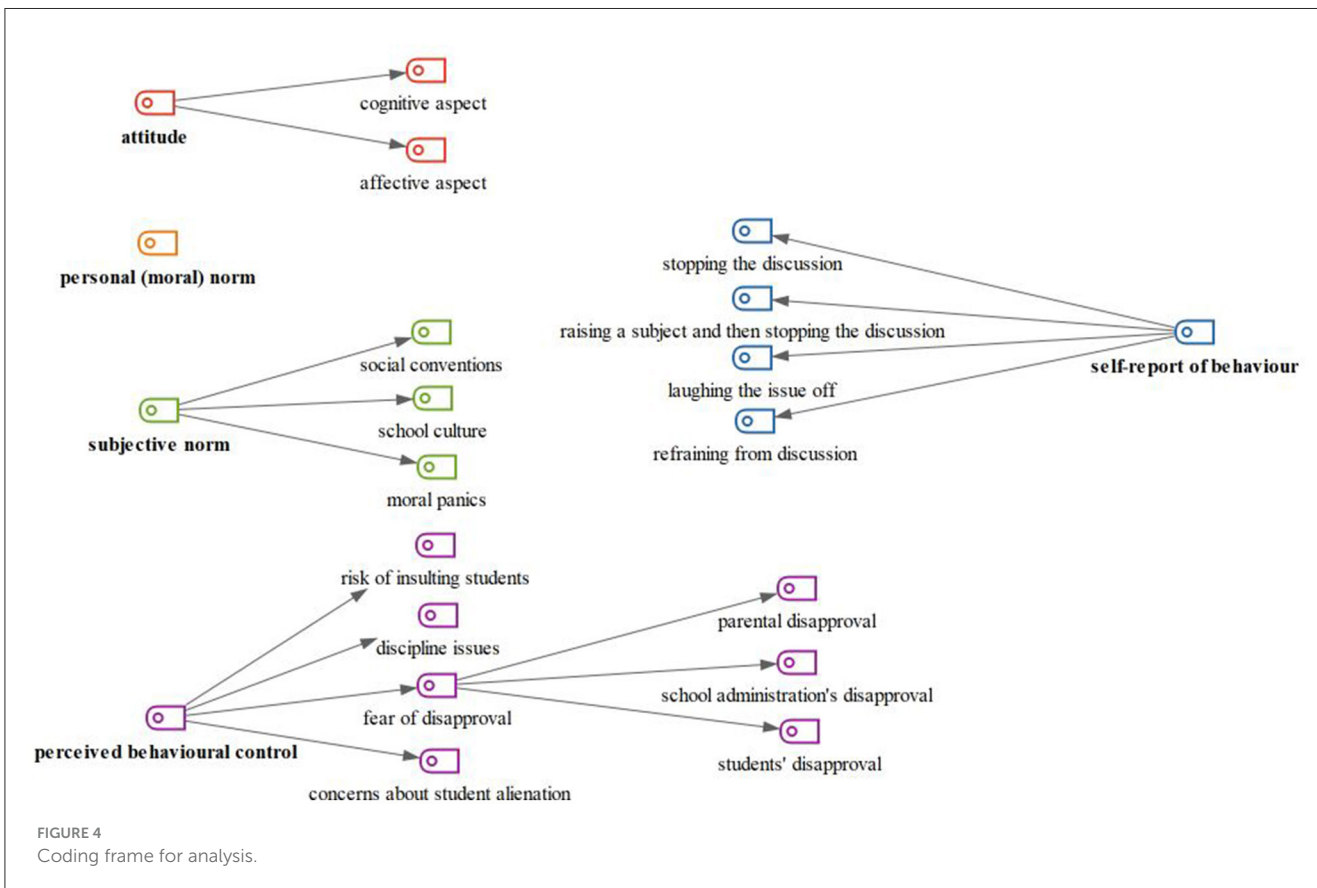 cognitive aspect
attitude
affective aspect
personal (moral) norm
stopping the discussion
raising a subject and then stopping the discussion
social conventions
self-report of behaviour
laughing the issue off
school culture
subjective norm
refraining from discussion
moral panics
risk of insulting students
parental disapproval
discipline issues
school administration's disapproval
fear of disapproval
perceived behavioural control
students' disapproval
concerns about student alienation
FIGURE 4
Coding frame for analysis.